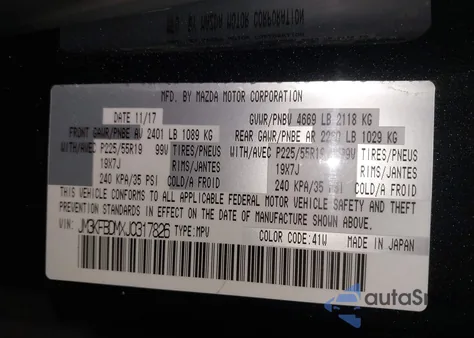 MFD. BY MAZDA MOTOR CORPORATION
DATE 11/17 GVWR/PNBV 4669 LB 2118 KG
FRONT GAWR/PNBE AV 2401 LB 1089 KG REAR GAWR/PNBE AR LB 1029 KG
WITH/AVEC P225/55R19 99V TIRES/PNEUS WITH/AVEC P225/55R19 99V TIRES/PNEUS
19X7J RIMS/JANTES 19X7J RIMS/JANTES
240 KPA/35 PSI COLD/A FROID 240 KPA/35 PSI COLD/A FROID
THIS VEHICLE CONFORMS TO ALL APPLICABLE FEDERAL MOTOR VEHICLE SAFETY AND THEFT
PREVENTION STANDARDS IN EFFECT ON THE DATE OF MANUFACTURE SHOWN ABOVE.
VIN: JM3KFBDMXJ0317826 TYPE:MPV COLOR CODE:41W MADE IN JAPAN